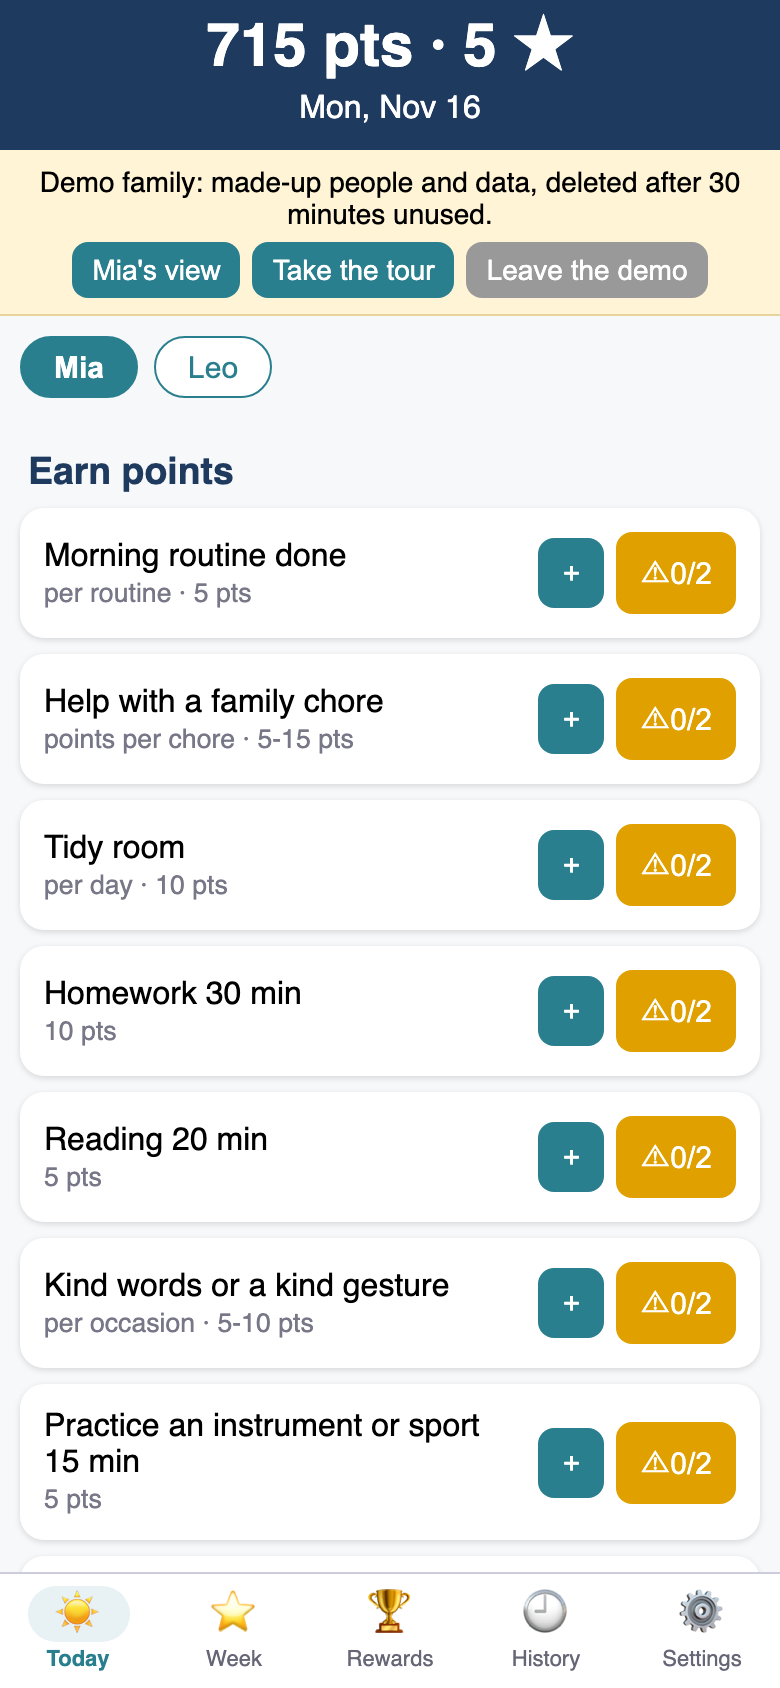 715 pts · 5 ★
Mon, Nov 16
Demo family: made-up people and data, deleted after 30
minutes unused.
Mia's view Take the tour Leave the demo
Mia Leo
Earn points
Morning routine done
per routine · 5 pts
+ ⚠0/2
Help with a family chore
points per chore · 5-15 pts
+ ⚠0/2
Tidy room
per day · 10 pts
+ ⚠0/2
Homework 30 min
10 pts
+ ⚠0/2
Reading 20 min
5 pts
+ ⚠0/2
Kind words or a kind gesture
per occasion · 5-10 pts
+ ⚠0/2
Practice an instrument or sport
15 min
5 pts
+ ⚠0/2
Today Week Rewards History Settings